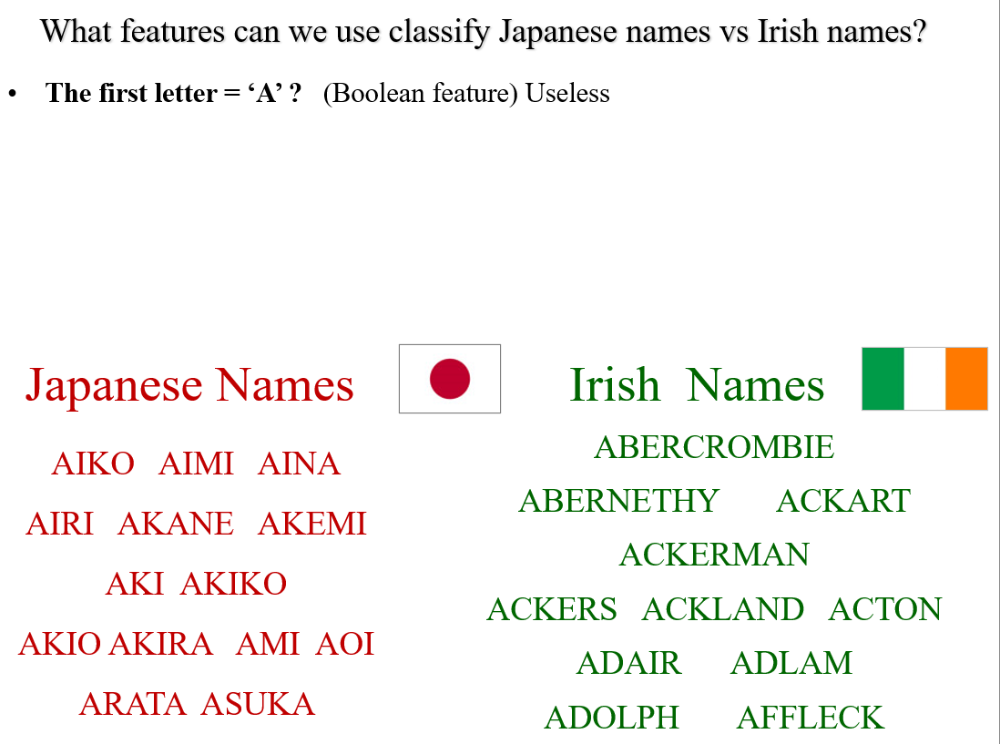 What features can we use classify Japanese names vs Irish names?
• The first letter = ‘A’ ? (Boolean feature) Useless
Japanese Names
AIKO AIMI AINA
AIRI AKANE AKEMI
AKI AKIKO
AKIO AKIRA AMI AOI
ARATA ASUKA
Irish Names
ABERCROMBIE
ABERNETHY ACKART
ACKERMAN
ACKERS ACKLAND ACTON
ADAIR ADLAM
ADOLPH AFFLECK